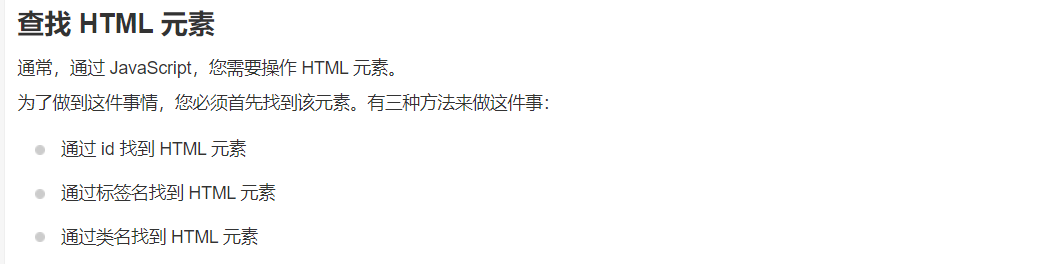 查找 HTML 元素
通常，通过 JavaScript，您需要操作 HTML 元素。
为了做到这件事情，您必须首先找到该元素。有三种方法来做这件事：
通过 id 找到 HTML 元素
通过标签名找到 HTML 元素
通过类名找到 HTML 元素